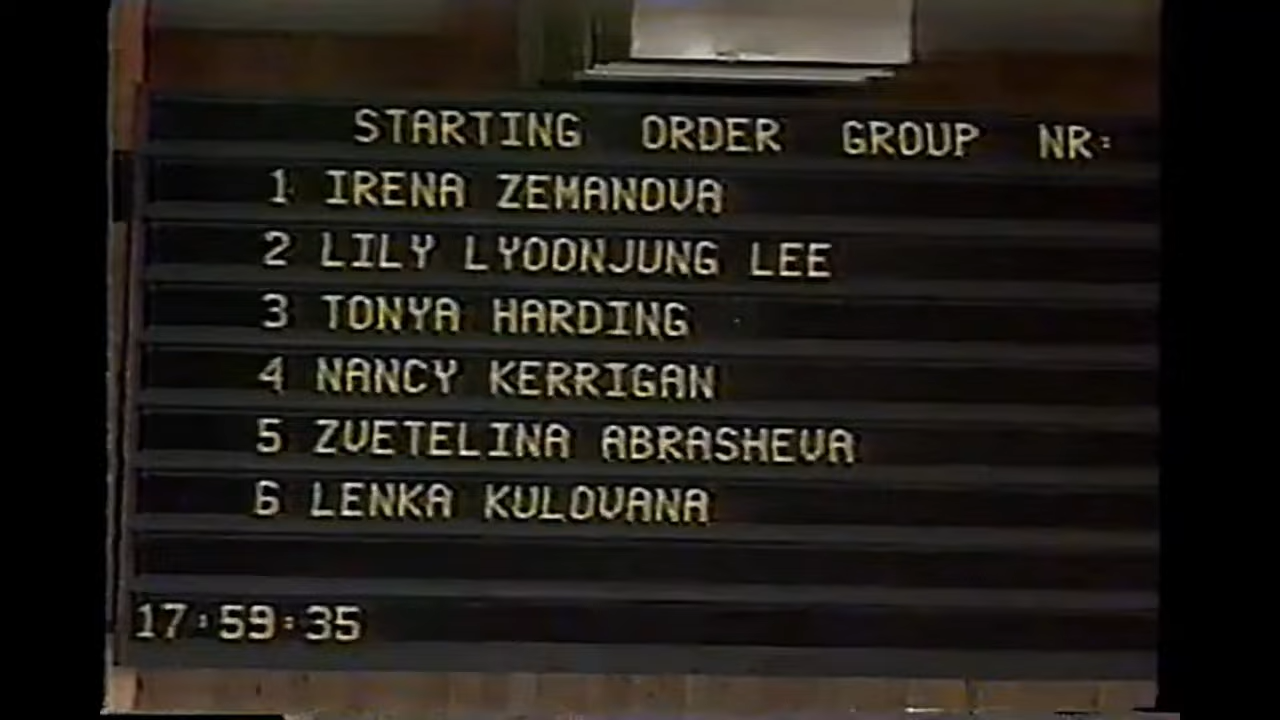 STARTING ORDER GROUP NR:
1 IRENA ZEMANOVA
2 LILY LYOONJUNG LEE
3 TONYA HARDING
4 NANCY KERRIGAN
5 ZVETELINA ABRASHEVA
6 LENKA KULOVANA
17:59:35